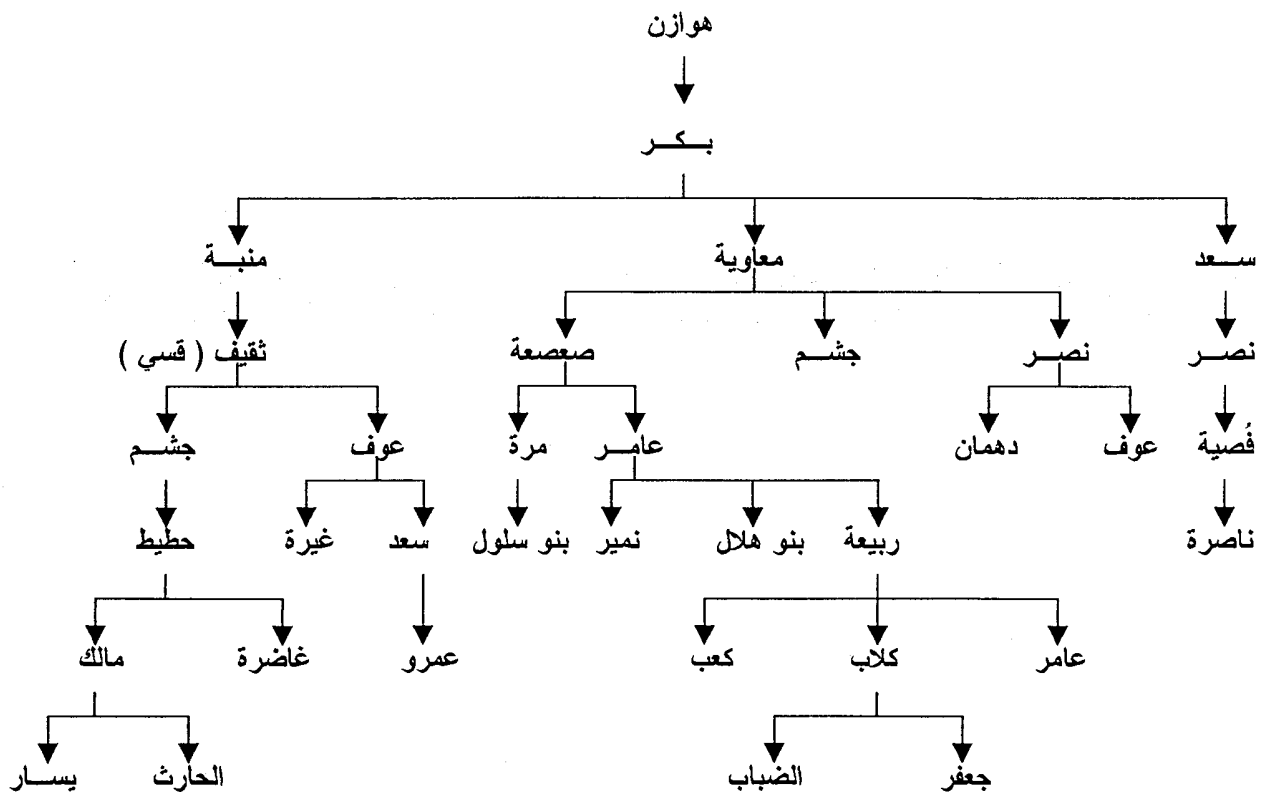 هوازن
بكر
سعد معاوية منبة
نصر نصر جشم صعصعة ثقيف ( قسي )
فُصية عوف دهمان عامر مرة عوف جشم
ناصرة ربيعة بنو هلال نمير بنو سلول سعد غيرة حطيط
عامر كلاب كعب عمرو غاضرة مالك
جعفر الضباب الحارث يسار